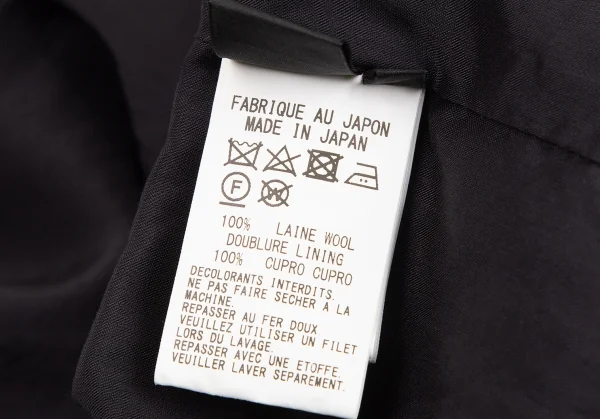 FABRIQUE AU JAPON
MADE IN JAPAN
F W
100% LAINE WOOL
DOUBLURE LINING
100% CUPRO CUPRO
DECOLORANTS INTERDITS.
NE PAS FAIRE SECHER A LA
MACHINE.
REPASSER AU FER DOUX
VEUILLEZ UTILISER UN FILET
LORS DU LAVAGE.
REPASSER AVEC UNE ETOFFE.
VEUILLER LAVER SEPAREMENT.